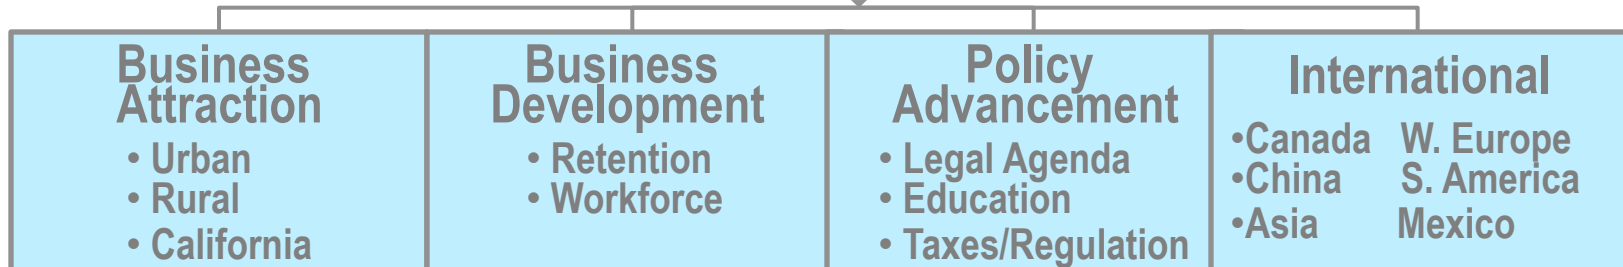 Business
Attraction
• Urban
• Rural
• California
Business
Development
• Retention
• Workforce
Policy
Advancement
• Legal Agenda
• Education
• Taxes/Regulation
International
•Canada W. Europe
•China S. America
•Asia Mexico